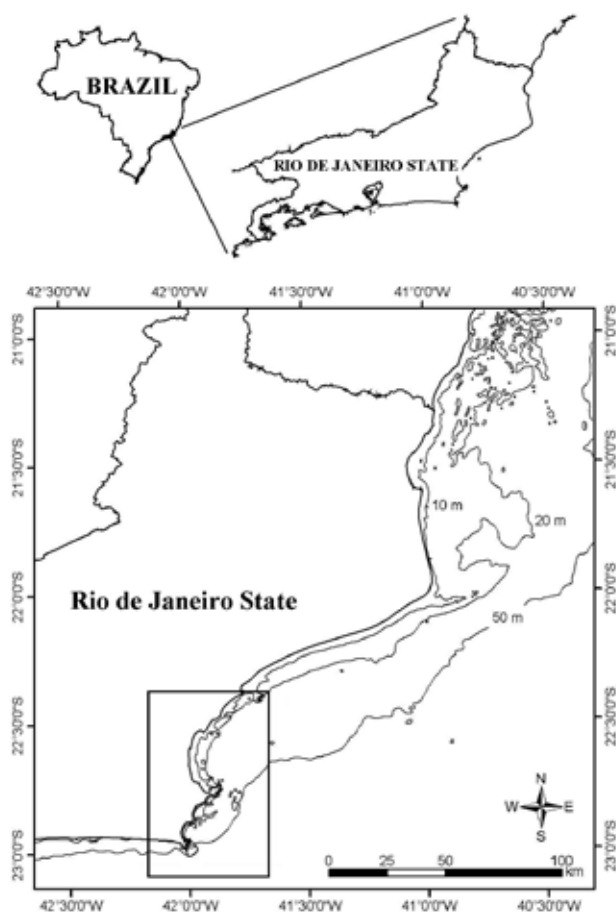 BRAZIL
RIO DE JANEIRO STATE
42°30'0"W 42°0'0"W 41°30'0"W 41°0'0"W 40°30'0"W
21°0'0"S 21°0'0"S
21°30'0"S 21°30'0"S
10 m
20 m
22°0'0"S 22°0'0"S
Rio de Janeiro State
50 m
22°30'0"S 22°30'0"S
N
W E
S
23°0'0"S 23°0'0"S
0 25 50 100
km
42°30'0"W 42°0'0"W 41°30'0"W 41°0'0"W 40°30'0"W